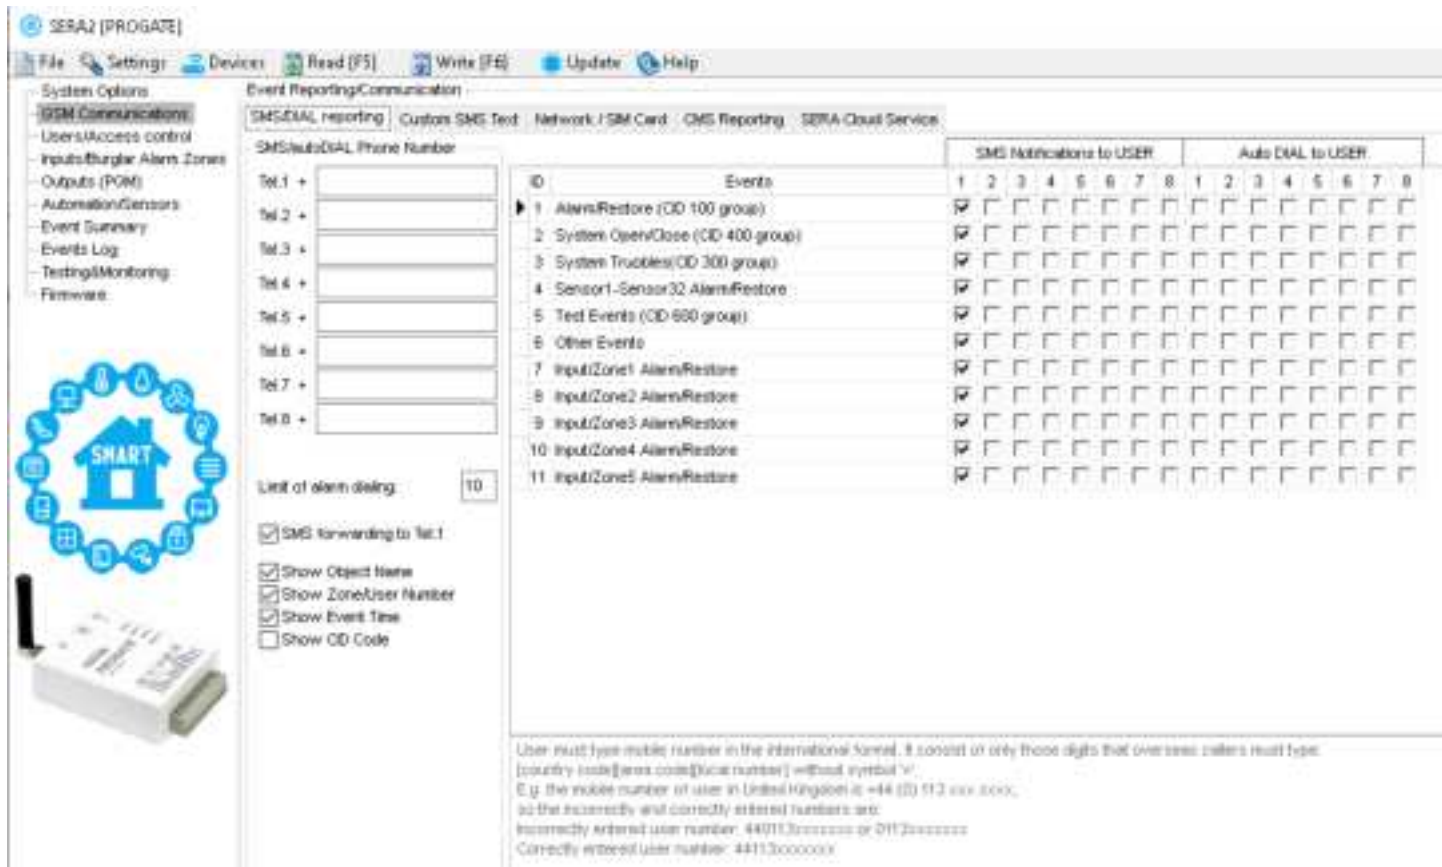 SERA2 [PROGATE]
File Settings Devices Read [F5] Write [F6] Update Help
System Options
GSM Communications
Users/Access control
Inputs/Burglar Alarm Zones
Outputs (PGM)
Automation/Sensors
Event Summary
Events Log
Testing&Monitoring
Firmware
SMART
Event Reporting/Communication
SMS/DIAL reporting Custom SMS Text Network / SIM Card CMS Reporting SERA Cloud Service
SMS/autoDIAL Phone Number
Tel.1 +
Tel.2 +
Tel.3 +
Tel.4 +
Tel.5 +
Tel.6 +
Tel.7 +
Tel.8 +
Limit of alarm dialing: 10
SMS forwarding to Tel.1
Show Object Name
Show Zone/User Number
Show Event Time
Show CID Code
SMS Notifications to USER Auto DIAL to USER
ID Events 1 2 3 4 5 6 7 8 1 2 3 4 5 6 7 8
1 Alarm/Restore (CID 100 group)
2 System Open/Close (CID 400 group)
3 System Troubles(CID 300 group)
4 Sensor1-Sensor32 Alarm/Restore
5 Test Events (CID 600 group)
6 Other Events
7 Input/Zone1 Alarm/Restore
8 Input/Zone2 Alarm/Restore
9 Input/Zone3 Alarm/Restore
10 Input/Zone4 Alarm/Restore
11 Input/Zone5 Alarm/Restore
User must type mobile number in the international format. It consist of only those digits that overseas callers must type:
[country code][area code][local number] without symbol '+'.
E.g. the mobile number of user in United Kingdom is +44 (0) 113 xxx xxxx,
so the incorrectly and correctly entered numbers are:
Incorrectly entered user number: 440113xxxxxxx or 0113xxxxxxx
Correctly entered user number: 44113xxxxxxx